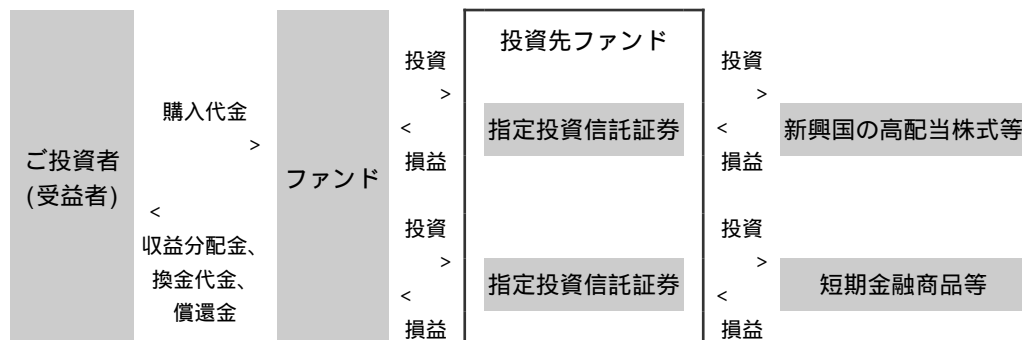 ご投資者
(受益者)
購入代金
>
<
収益分配金、
換金代金、
償還金
ファンド
投資
>
<
損益
投資
>
<
損益
投資先ファンド
指定投資信託証券
指定投資信託証券
投資
>
<
損益
投資
>
<
損益
新興国の高配当株式等
短期金融商品等